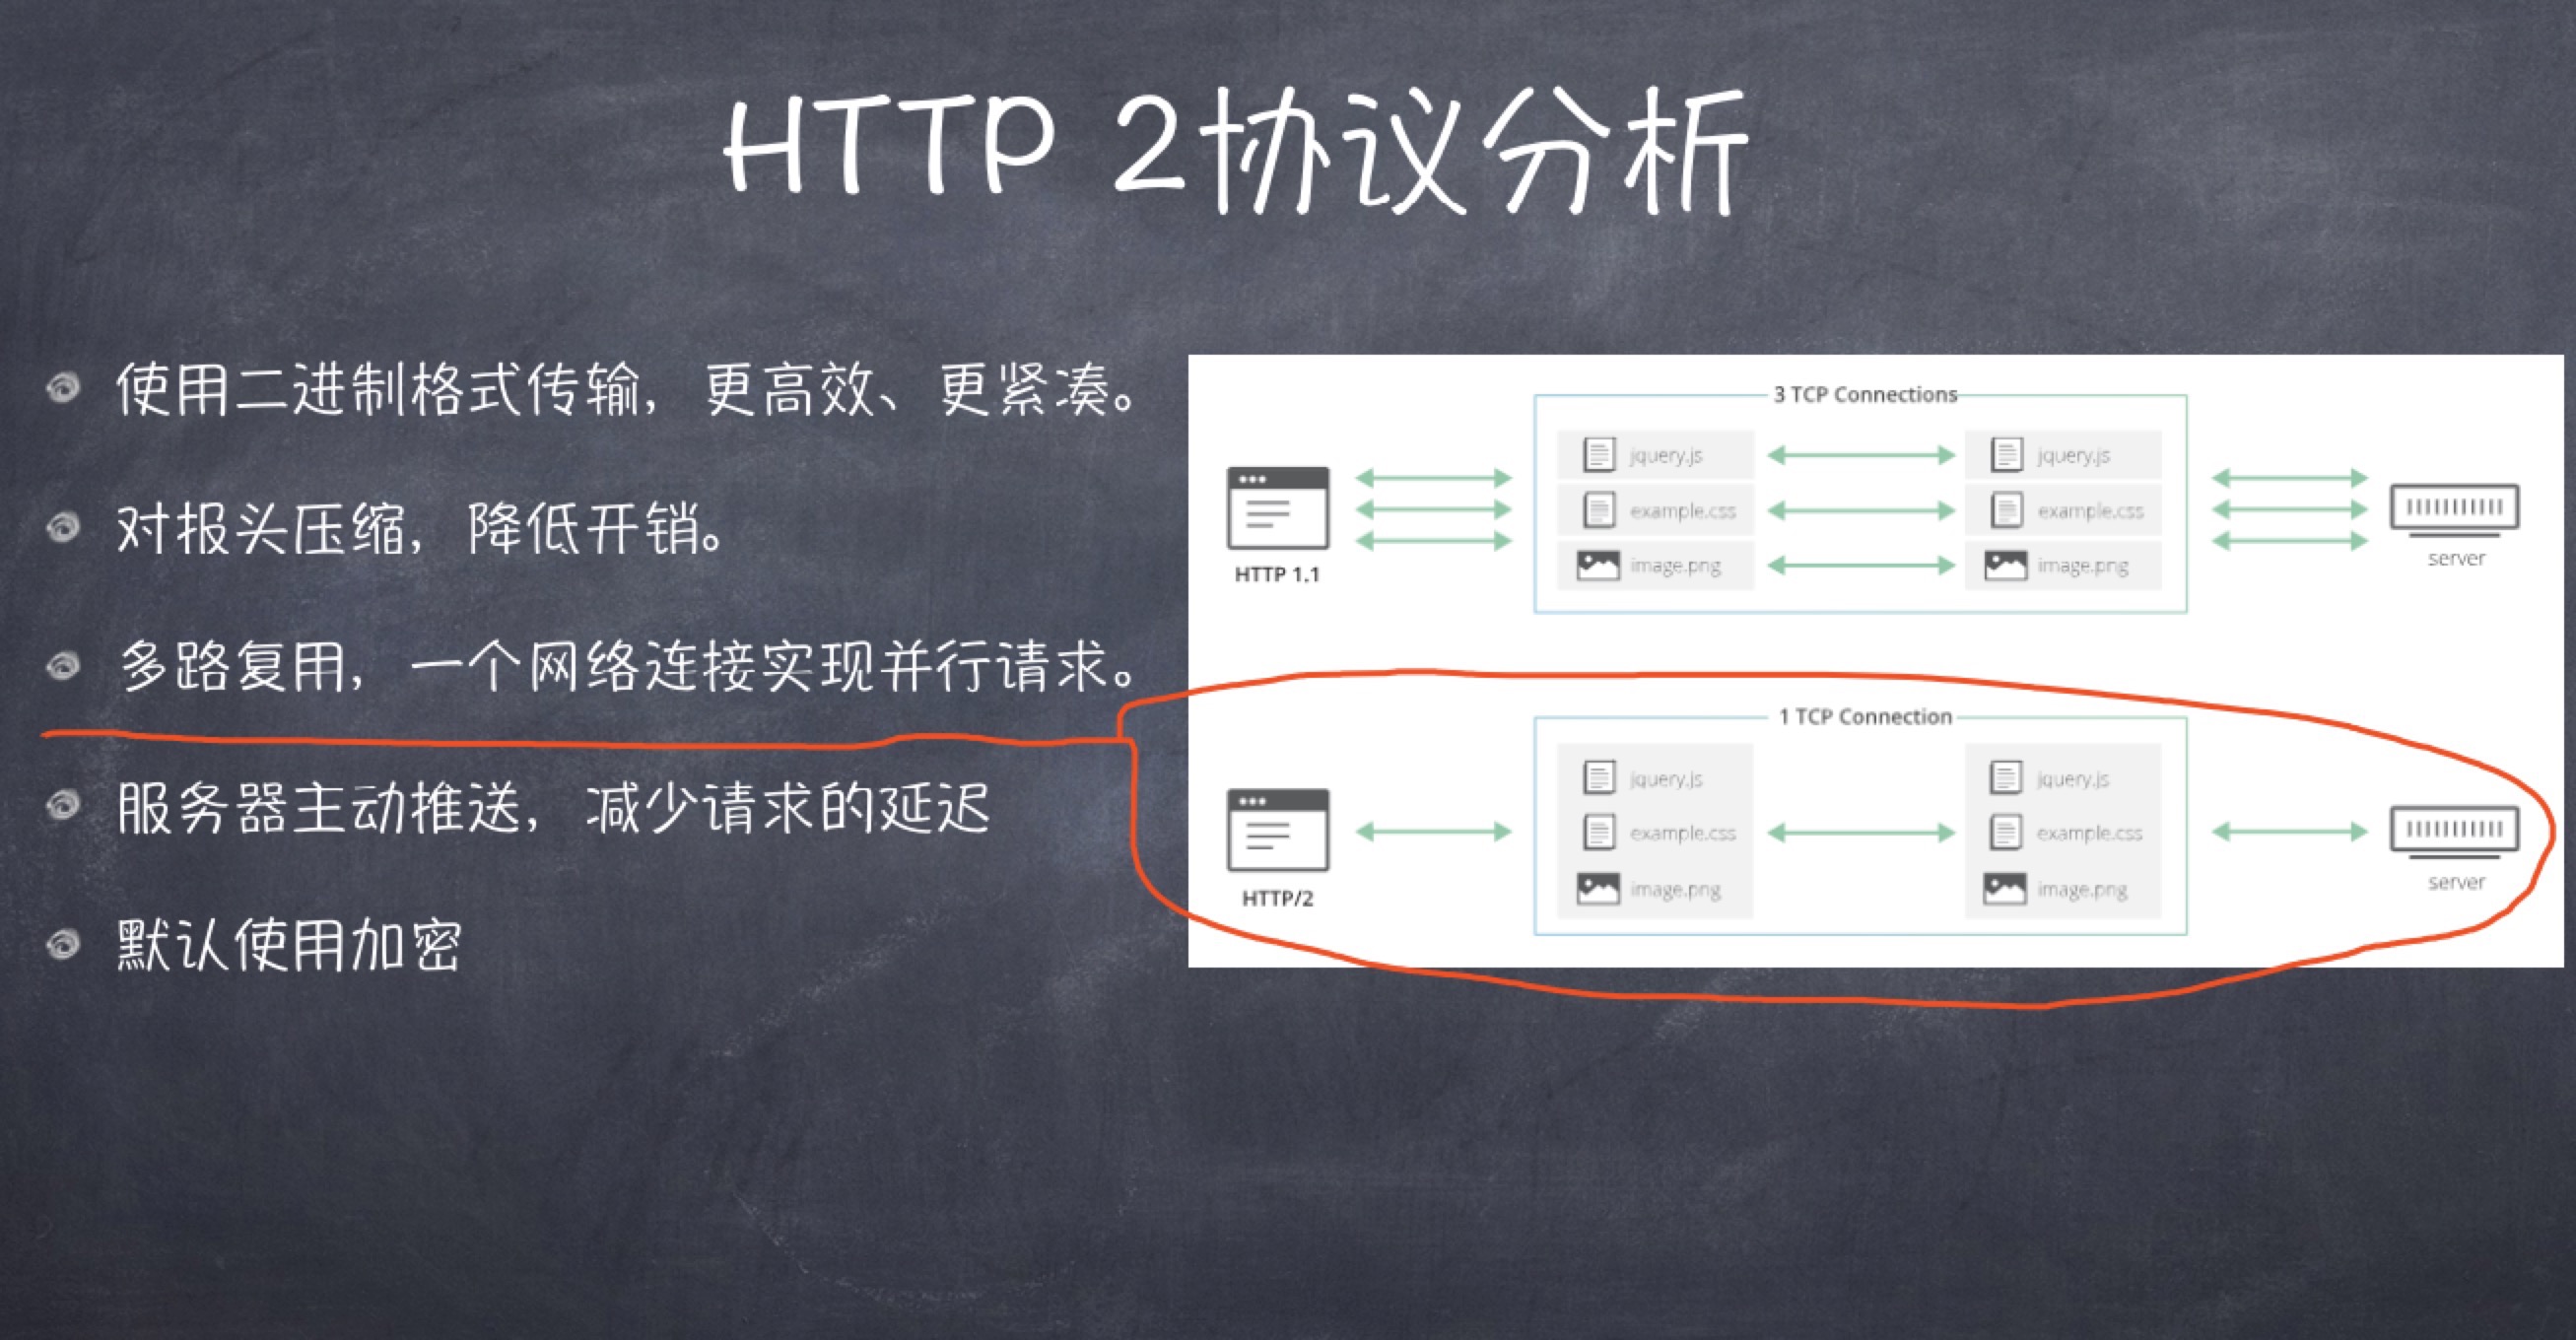 HTTP 2协议分析
使用二进制格式传输，更高效、更紧凑。
对报头压缩，降低开销。
多路复用，一个网络连接实现并行请求。
服务器主动推送，减少请求的延迟
默认使用加密
3 TCP Connections
jquery.js
jquery.js
example.css
example.css
image.png
image.png
HTTP 1.1
server
1 TCP Connection
jquery.js
jquery.js
example.css
example.css
image.png
image.png
HTTP/2
server